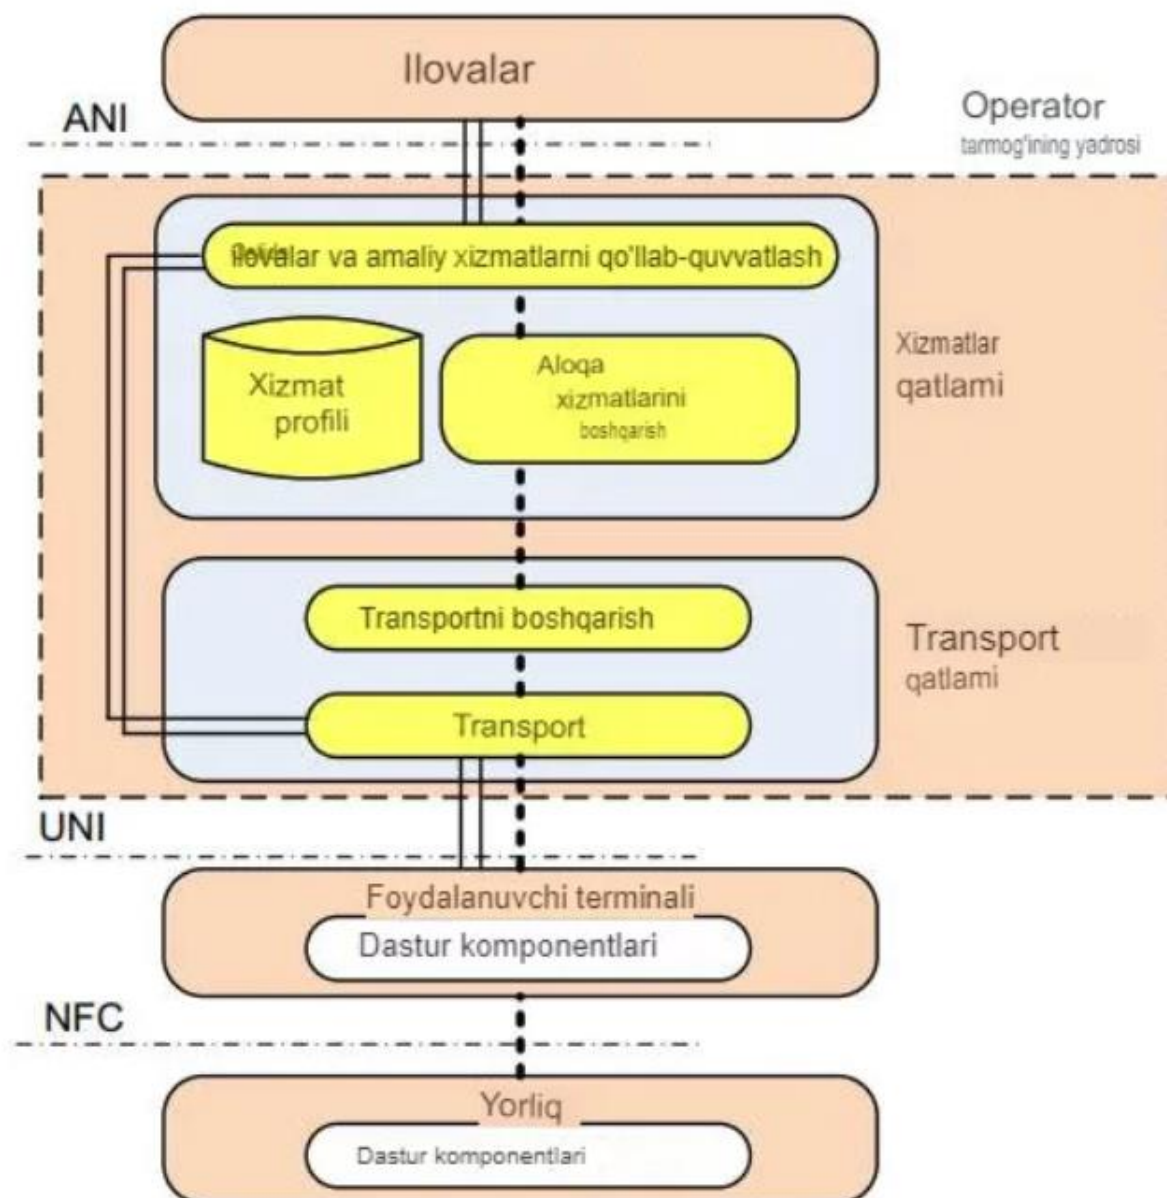 Ilovalar
ANI
Operator
tarmog'ining yadrosi
ilovalar va amaliy xizmatlarni qo'llab-quvvatlash
Xizmat
profili
Aloqa
xizmatlarini
boshqarish
Xizmatlar
qatlami
Transportni boshqarish
Transport
Transport
qatlami
UNI
Foydalanuvchi terminali
Dastur komponentlari
NFC
Yorliq
Dastur komponentlari